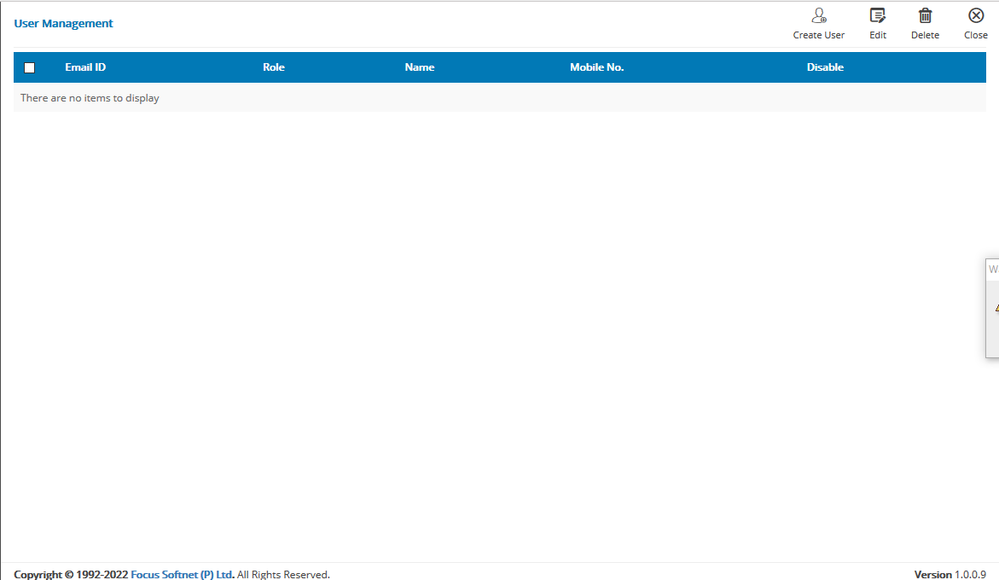 User Management
Create User
Edit
Delete
Close
Email ID
Role
Name
Mobile No.
Disable
There are no items to display
W
Copyright © 1992-2022 Focus Softnet (P) Ltd. All Rights Reserved.
Version 1.0.0.9